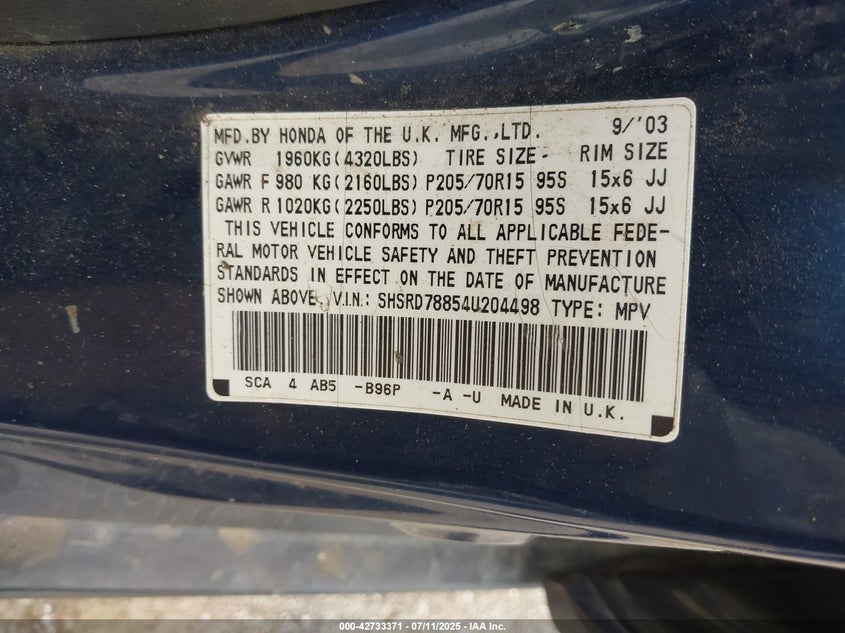 MFD.BY HONDA OF THE U.K. MFG.,LTD. 9/'03
GVWR 1960KG(4320LBS) TIRE SIZE- RIM SIZE
GAWR F 980 KG(2160LBS) P205/70R15 95S 15x6 JJ
GAWR R 1020KG(2250LBS) P205/70R15 95S 15x6 JJ
THIS VEHICLE CONFORMS TO ALL APPLICABLE FEDE-
RAL MOTOR VEHICLE SAFETY AND THEFT PREVENTION
STANDARDS IN EFFECT ON THE DATE OF MANUFACTURE
SHOWN ABOVE, V.I.N.: SHSRD78854U204498 TYPE: MPV
SCA 4 AB5 -B96P -A -U MADE IN U.K.
000-42733371 - 07/11/2025 - IAA Inc.